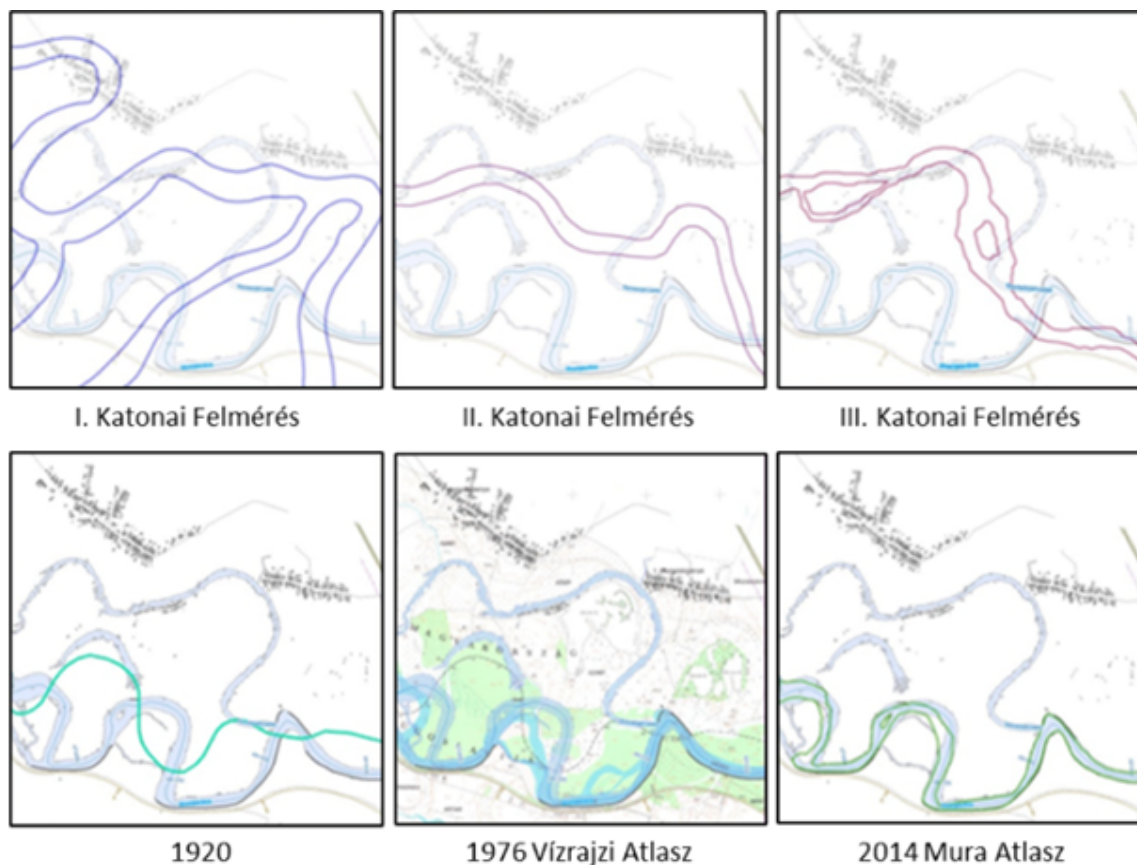 I. Katonai Felmérés
II. Katonai Felmérés
III. Katonai Felmérés
1920
1976 Vízrajzi Atlasz
2014 Mura Atlasz